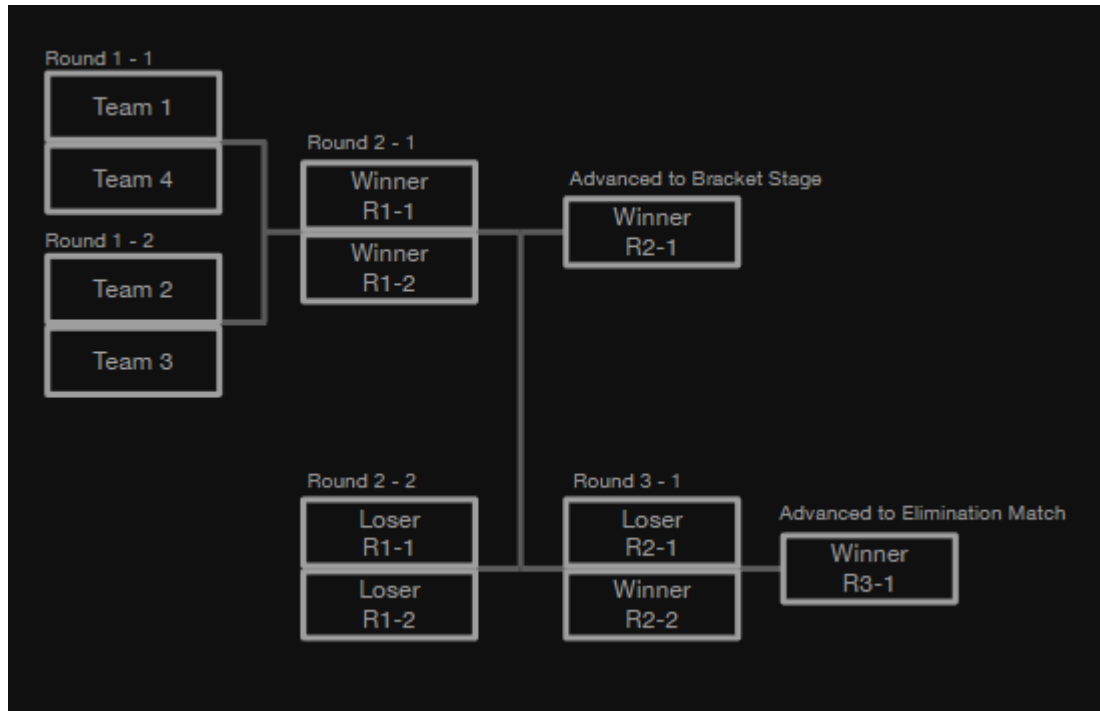 Round 1 - 1
Team 1
Team 4
Round 1 - 2
Team 2
Team 3
Round 2 - 1
Winner
R1-1
Winner
R1-2
Advanced to Bracket Stage
Winner
R2-1
Round 2 - 2
Loser
R1-1
Loser
R1-2
Round 3 - 1
Loser
R2-1
Winner
R2-2
Advanced to Elimination Match
Winner
R3-1